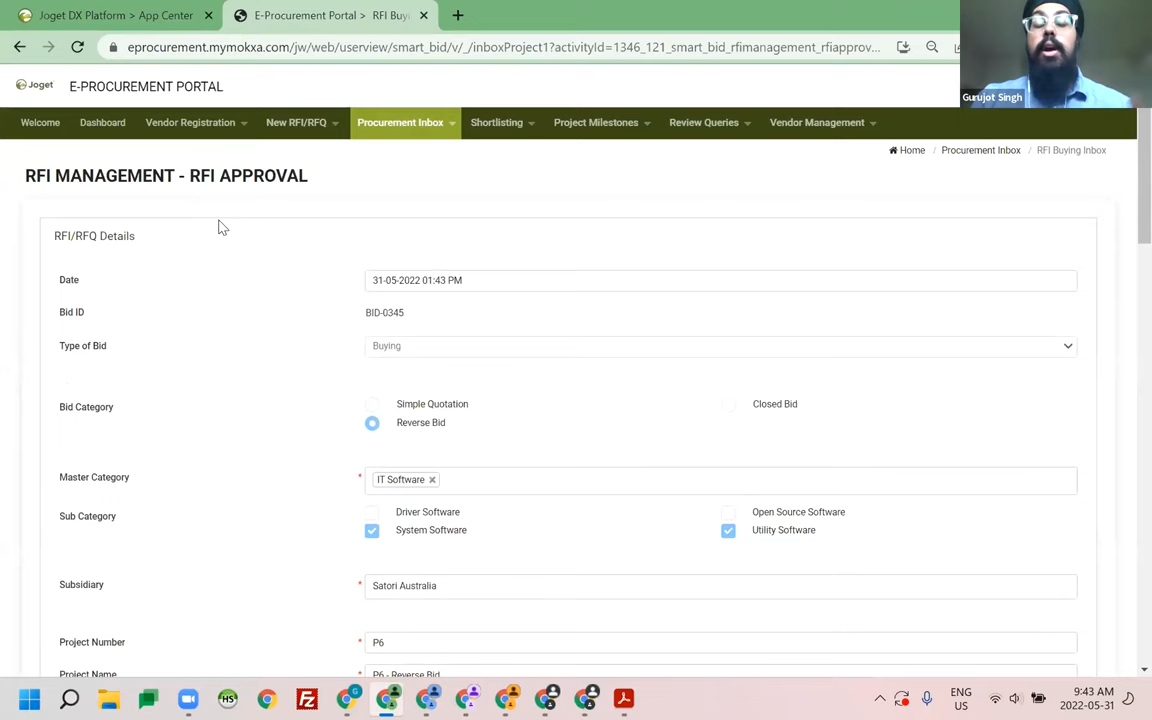 Joget DX Platform > App Center
E-Procurement Portal > RFI Buy
eprocurement.mymokxa.com/jw/web/userview/smart_bid/v/_/inboxProject1?activityId=1346_121_smart_bid_rfimanagement_rfiapprov...
Gurujot Singh
Joget
E-PROCUREMENT PORTAL
Welcome
Dashboard
Vendor Registration
New RFI/RFQ
Procurement Inbox
Shortlisting
Project Milestones
Review Queries
Vendor Management
Home / Procurement Inbox / RFI Buying Inbox
RFI MANAGEMENT - RFI APPROVAL
RFI/RFQ Details
Date
31-05-2022 01:43 PM
Bid ID
BID-0345
Type of Bid
Buying
Bid Category
Simple Quotation
Closed Bid
Reverse Bid
Master Category
* IT Software ×
Sub Category
Driver Software
Open Source Software
System Software
Utility Software
Subsidiary
* Satori Australia
Project Number
* P6
Project Name
* P6 - Reverse Bid
HS
Fz
G
ENG
US
9:43 AM
2022-05-31